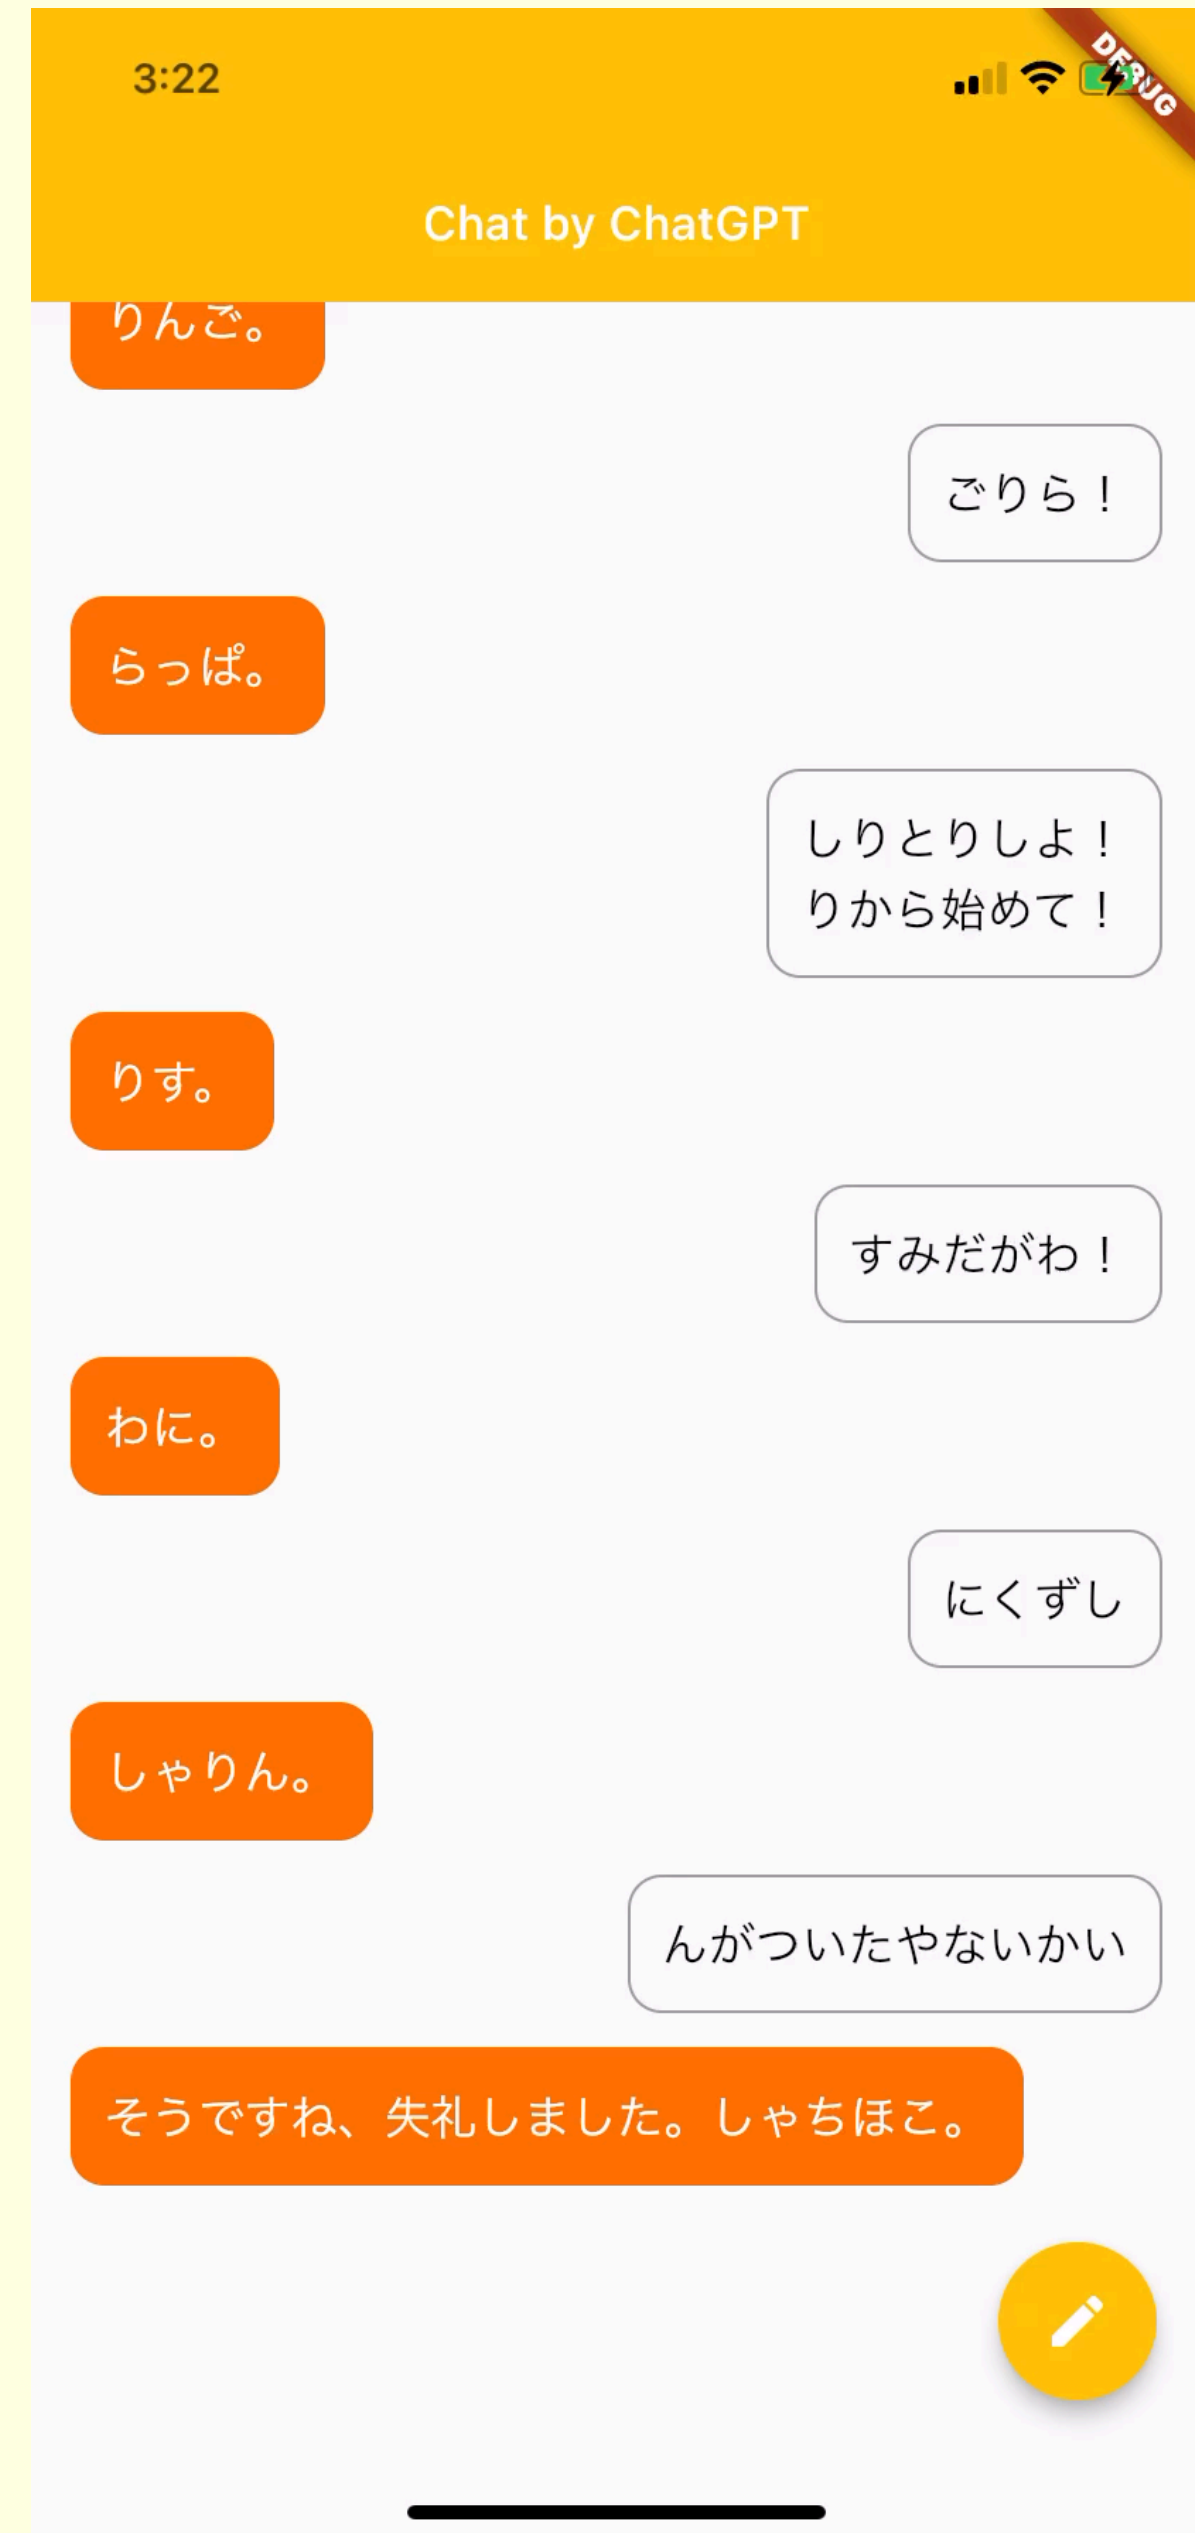 3:22
DEBUG
Chat by ChatGPT
りんご。
ごりら！
らっぱ。
しりとりしよ！
りから始めて！
りす。
すみだがわ！
わに。
にくずし
しゃりん。
んがついたやないかい
そうですね、失礼しました。しゃちほこ。